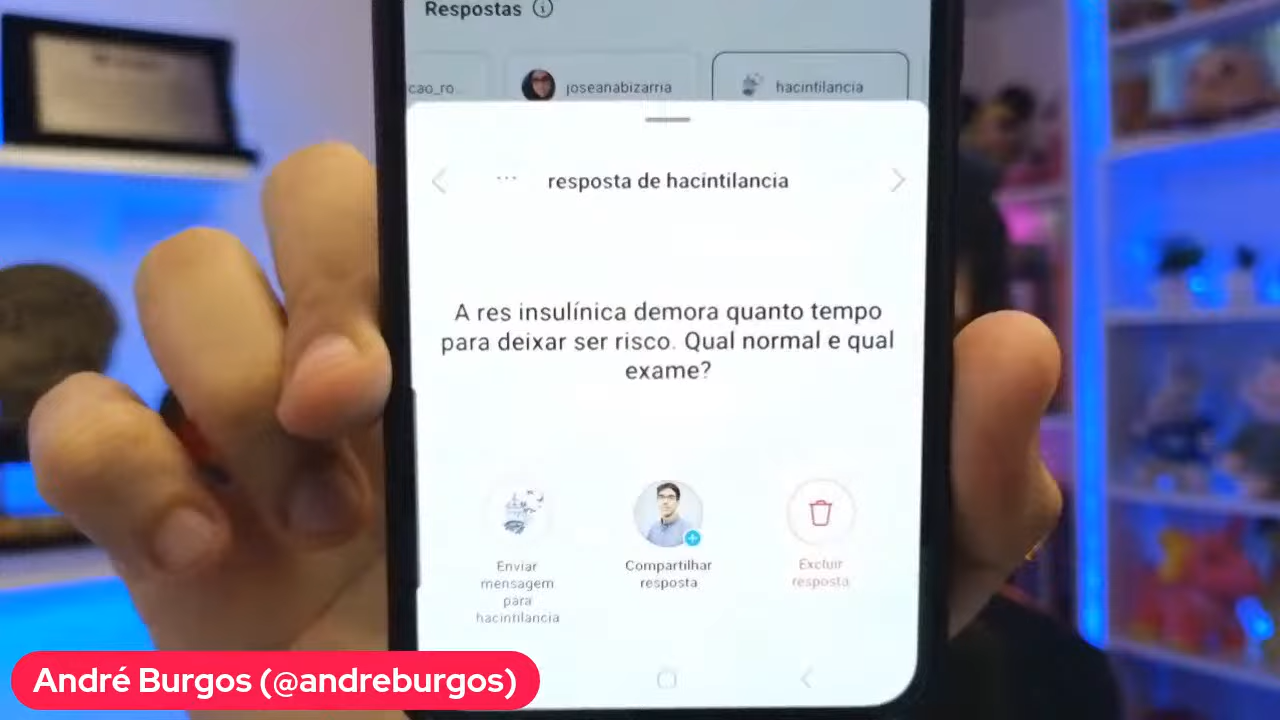 Respostas
cao_ro...
joseanabizarria
hacintilancia
resposta de hacintilancia
A res insulínica demora quanto tempo
para deixar ser risco. Qual normal e qual
exame?
Enviar
mensagem
para
hacintilancia
Compartilhar
resposta
Excluir
resposta
André Burgos (@andreburgos)